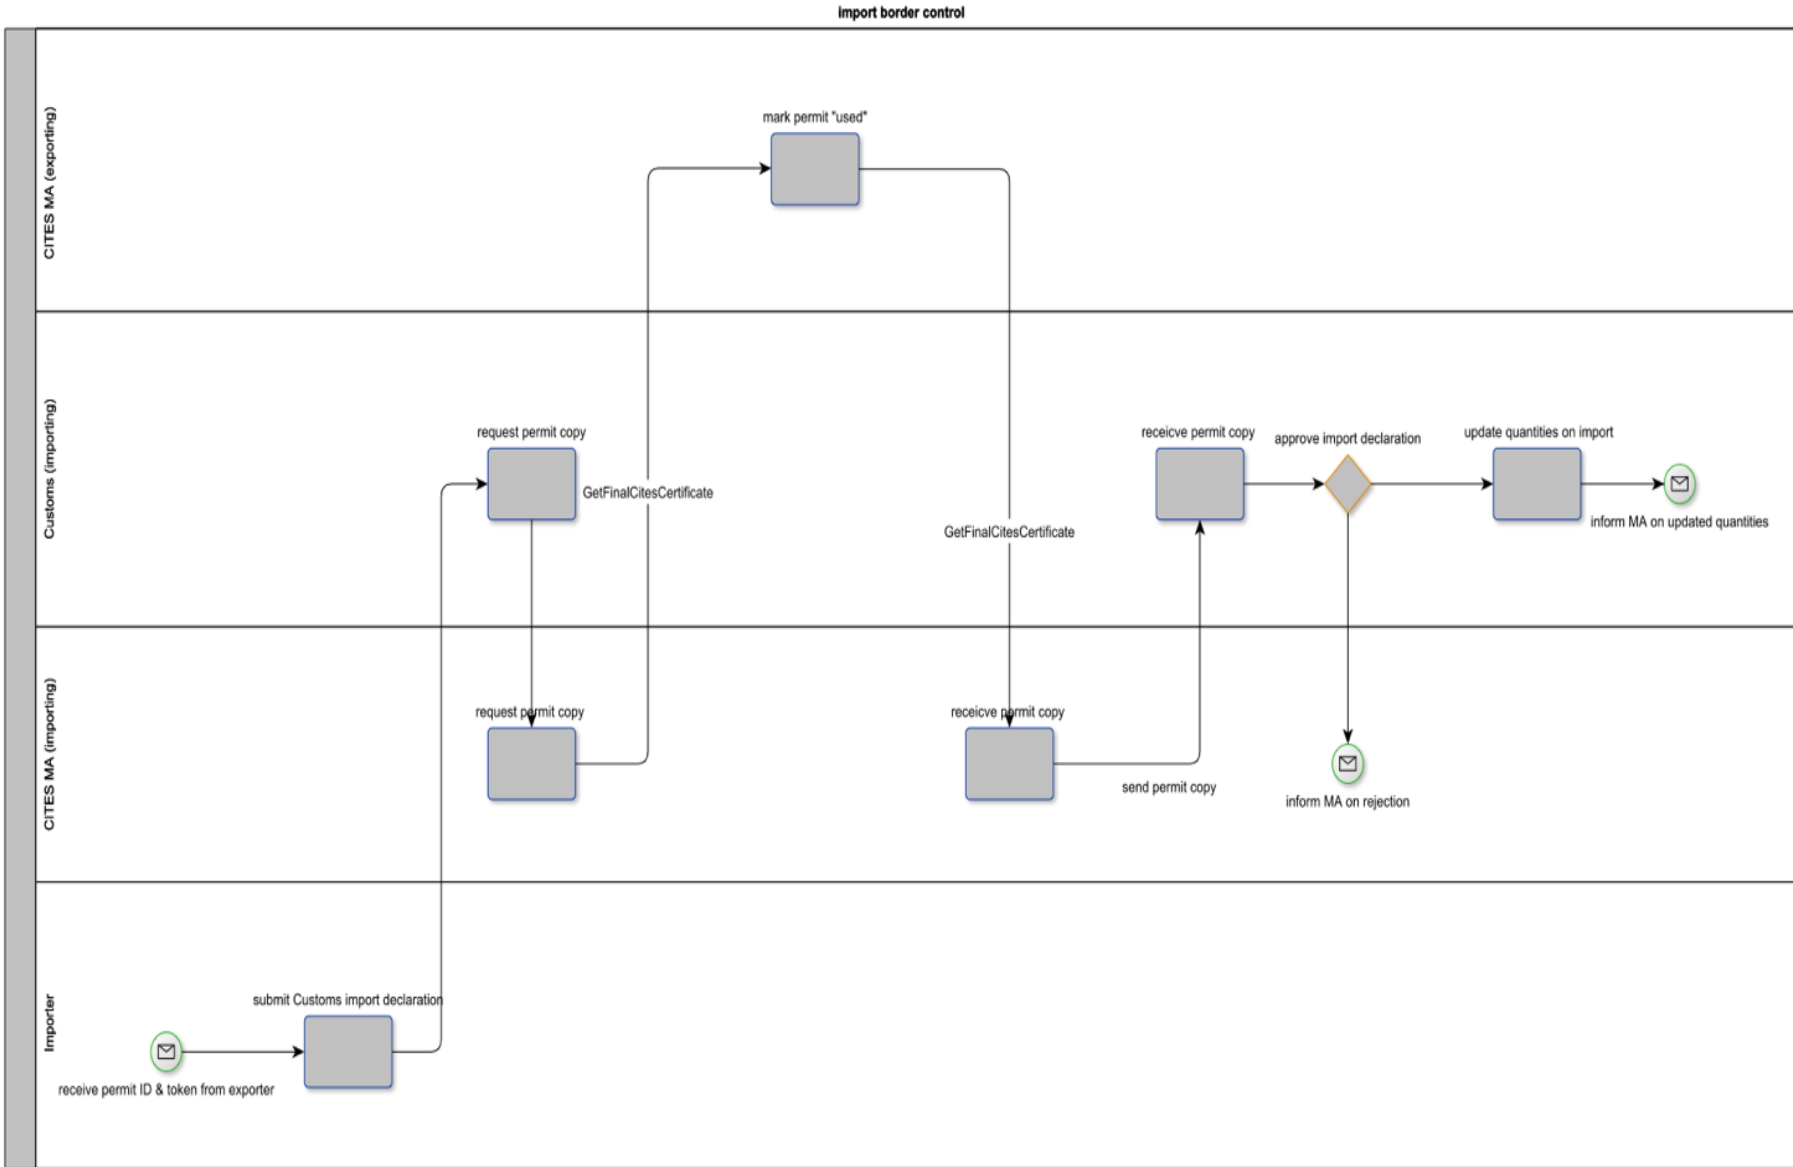 import border control
CITES MA (exporting)
mark permit "used"
Customs (importing)
request permit copy
GetFinalCitesCertificate
GetFinalCitesCertificate
receicve permit copy
approve import declaration
update quantities on import
inform MA on updated quantities
CITES MA (importing)
request permit copy
receicve permit copy
send permit copy
inform MA on rejection
Importer
submit Customs import declaration
receive permit ID & token from exporter